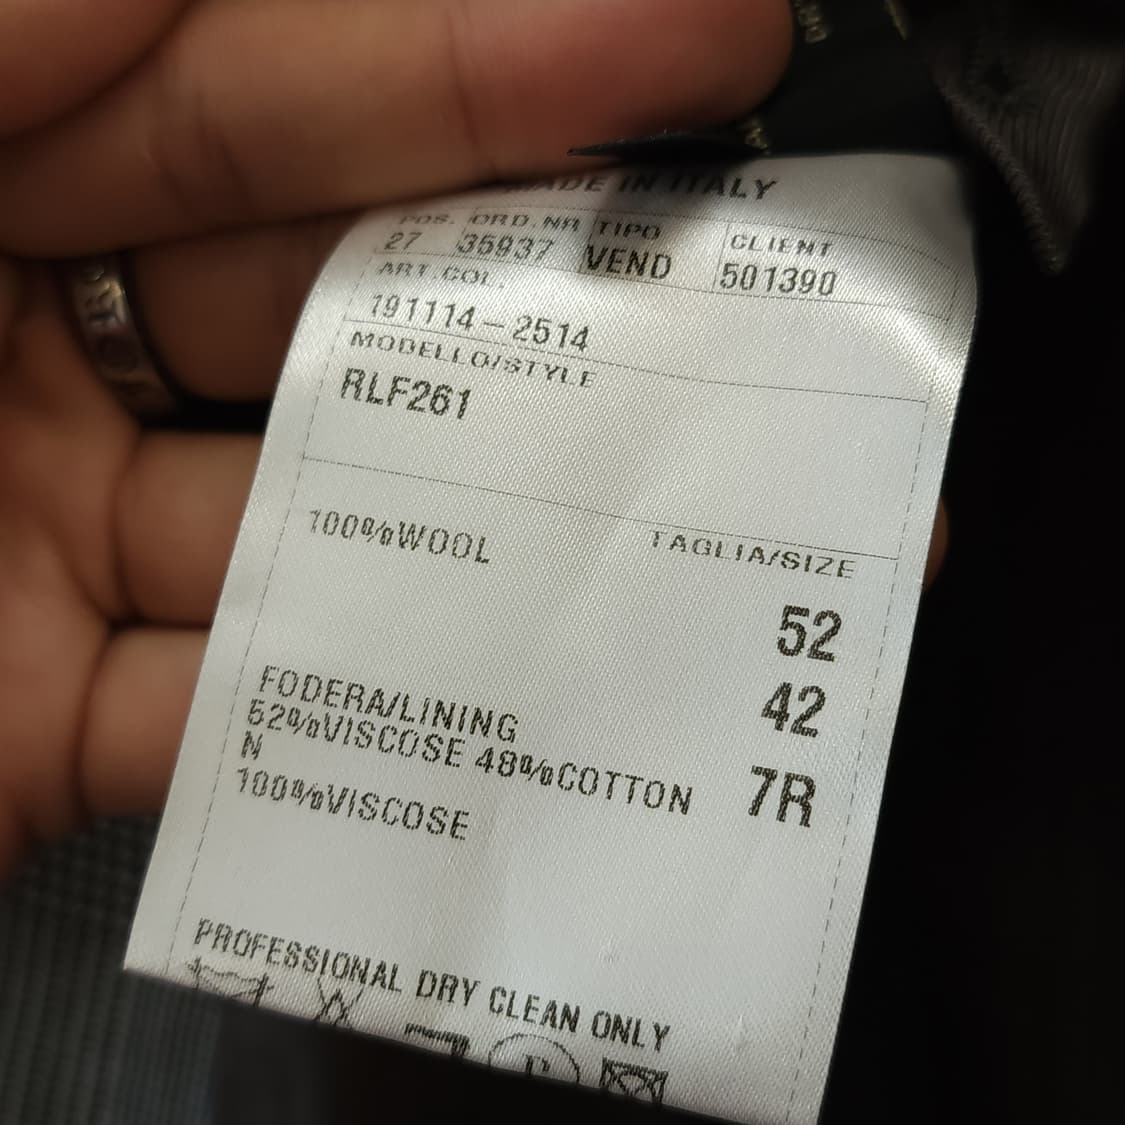 MADE IN ITALY
POS. ORD.NR TIPO CLIENT
27 35937 VEND 501390
ART.COL.
791114-2514
MODELLO/STYLE
RLF261
100%WOOL TAGLIA/SIZE
52
42
7R
FODERA/LINING
52%VISCOSE 48%COTTON
N
100%VISCOSE
PROFESSIONAL DRY CLEAN ONLY